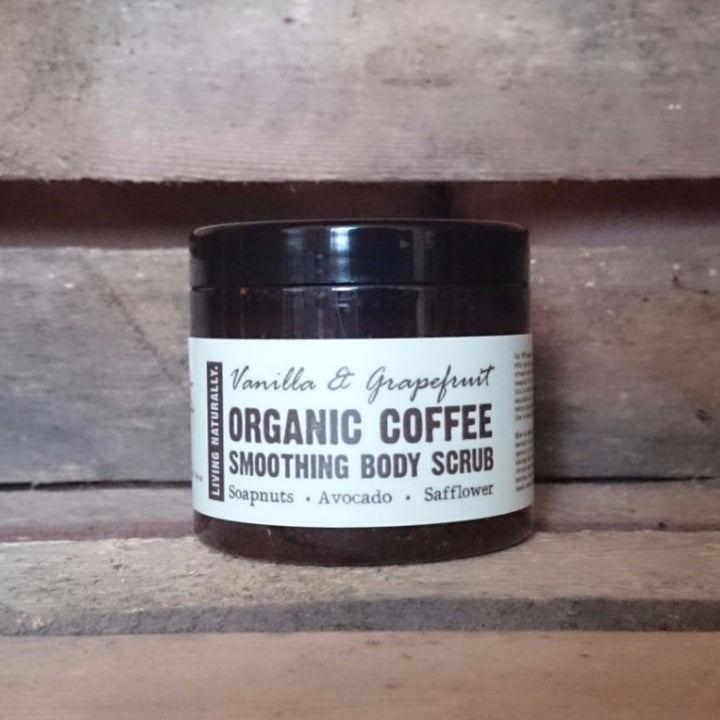 LIVING NATURALLY.
Vanilla & Grapefruit
ORGANIC COFFEE
SMOOTHING BODY SCRUB
Soapnuts • Avocado • Safflower